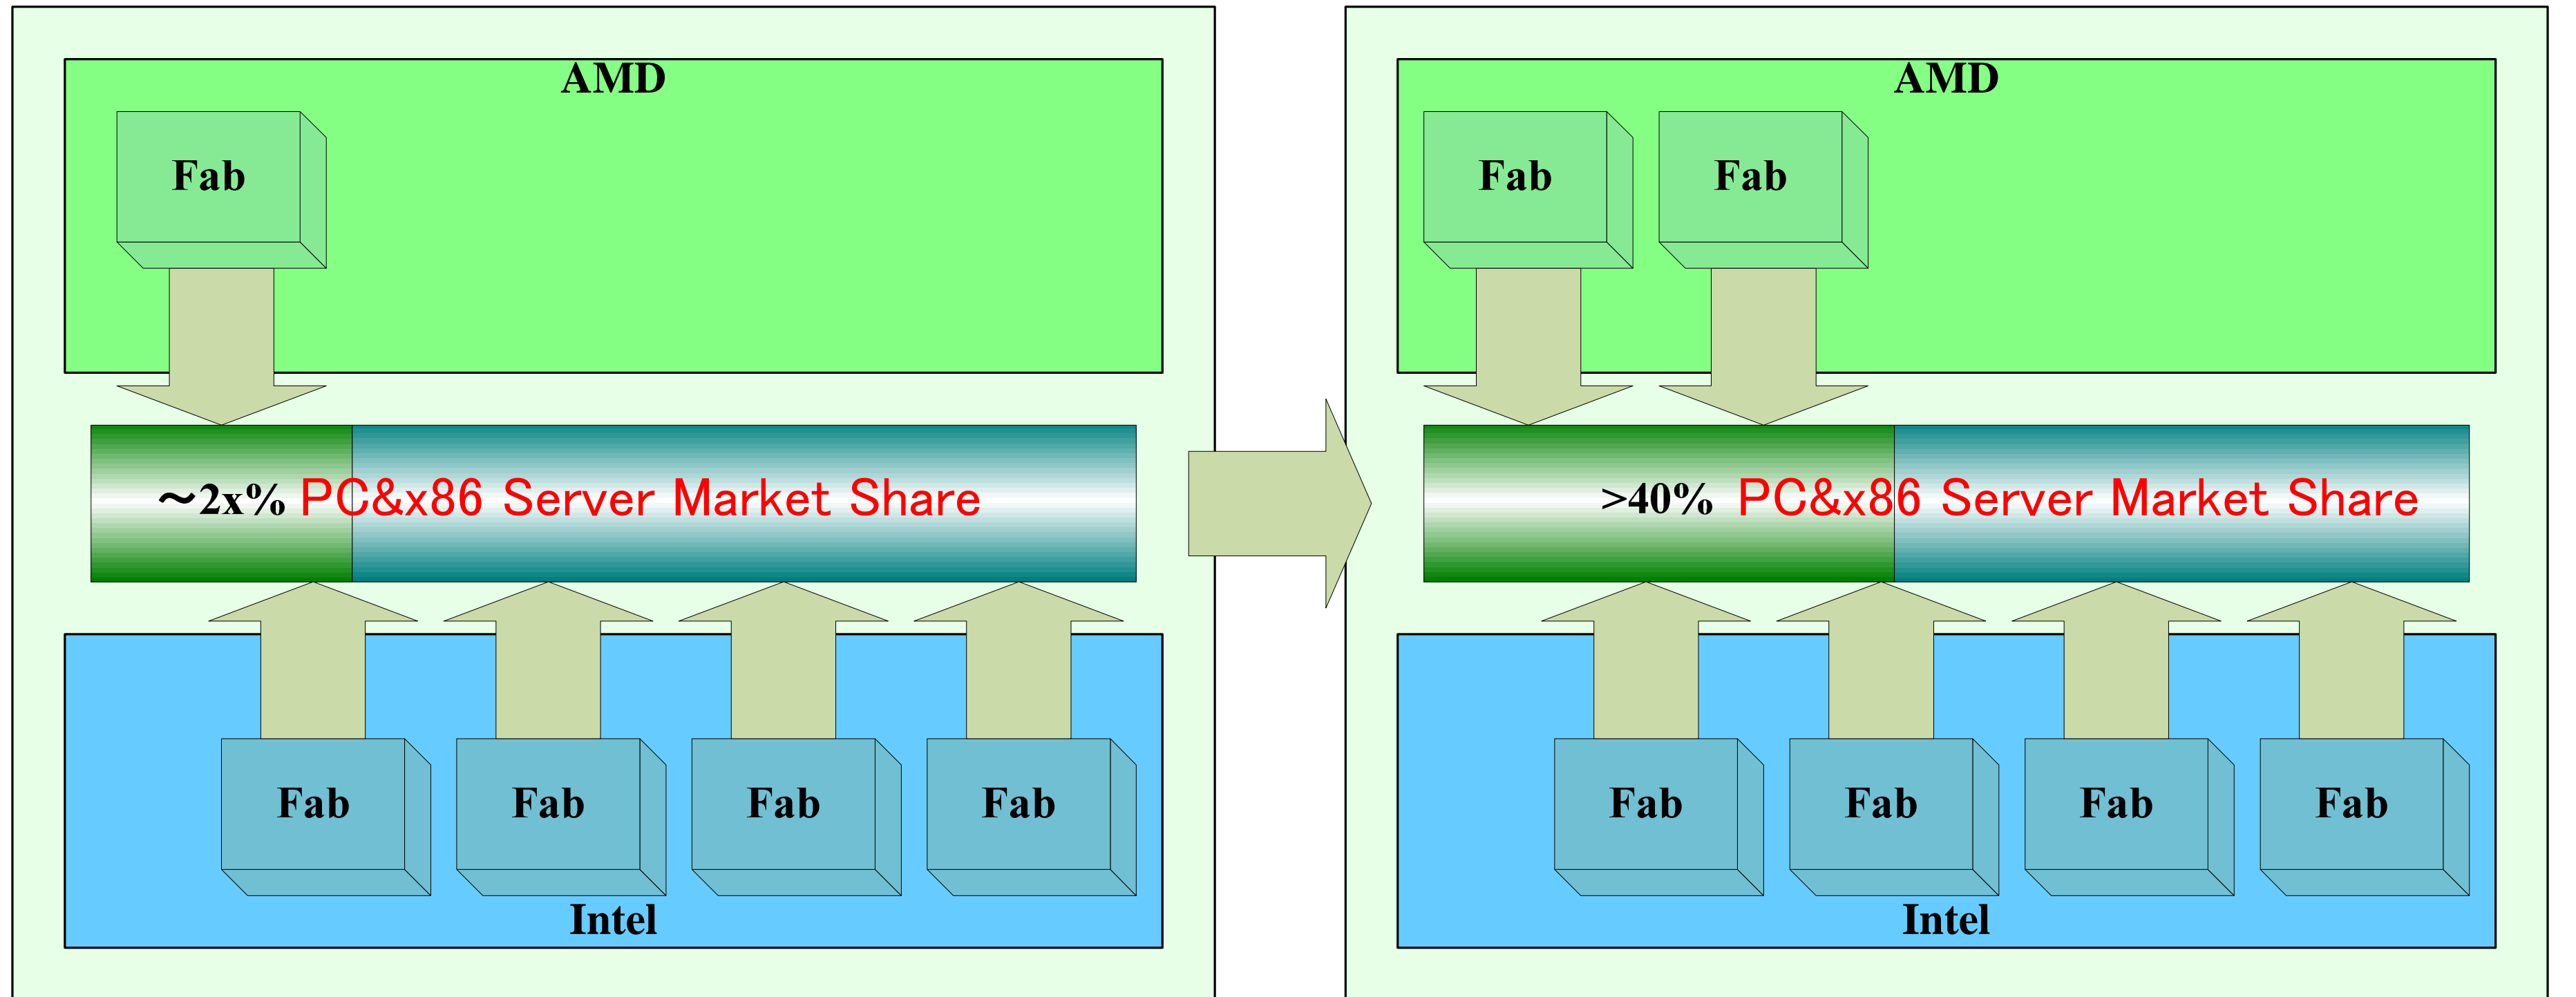 AMD
Fab
～2x% PC&x86 Server Market Share
Fab Fab Fab Fab
Intel
AMD
Fab Fab
>40% PC&x86 Server Market Share
Fab Fab Fab Fab
Intel